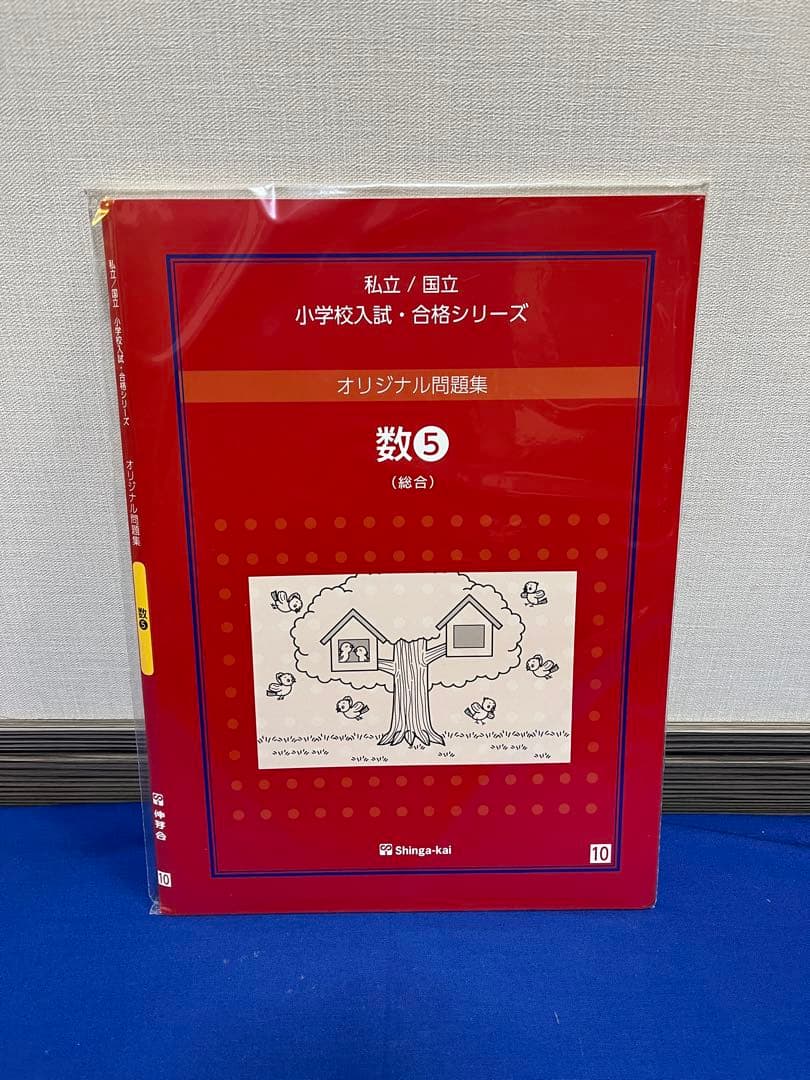 私立 / 国立
小学校入試・合格シリーズ
オリジナル問題集
数5
（総合）
Shinga-kai
10
私立/国立 小学校入試・合格シリーズ オリジナル問題集
数5
伸芽会
10